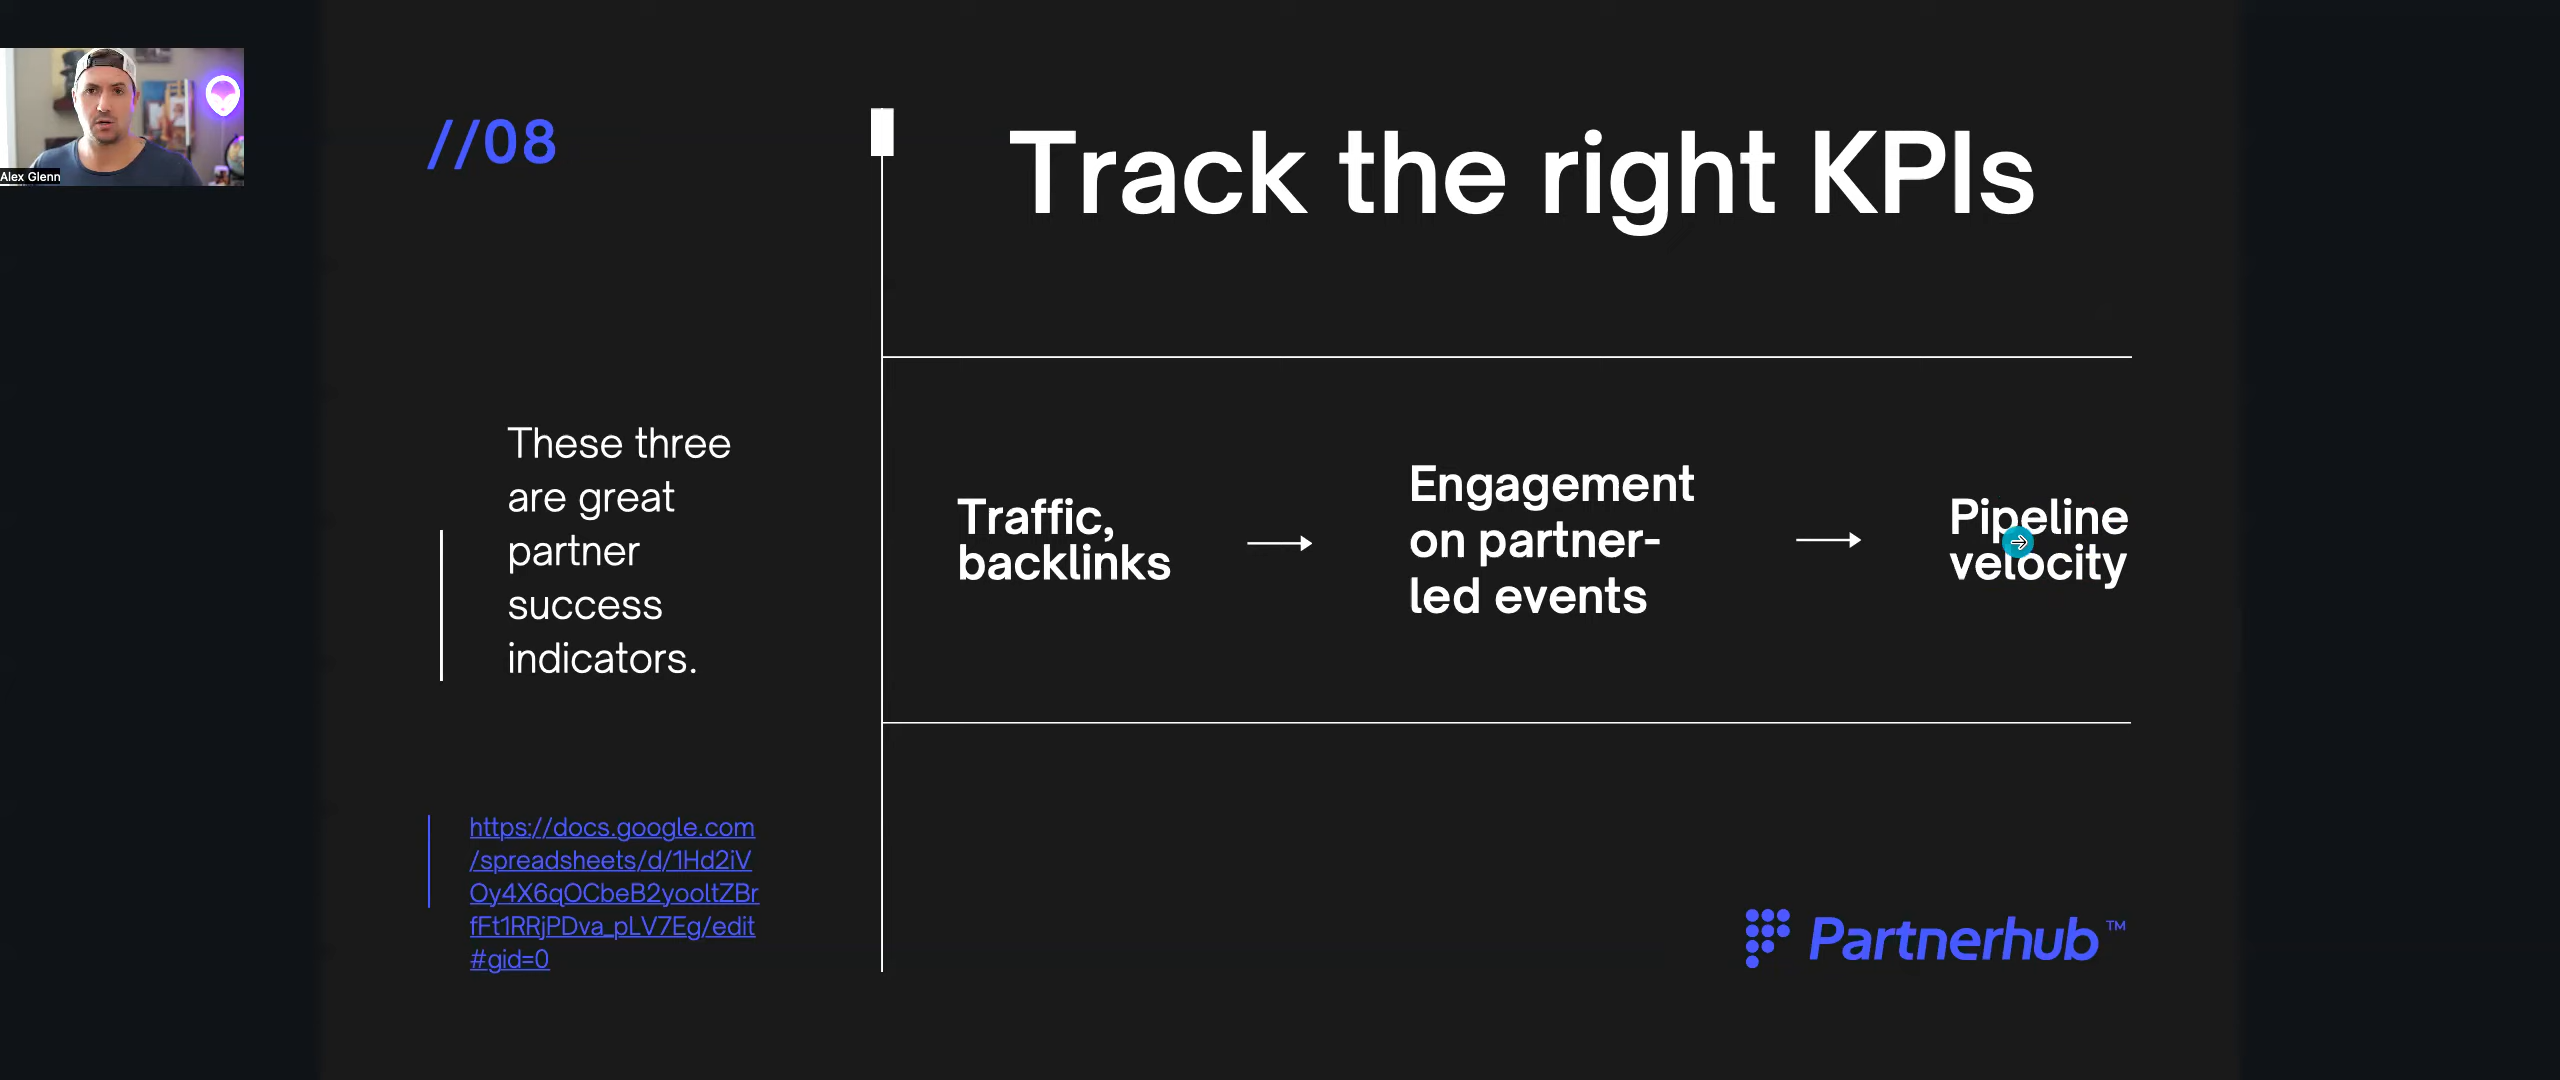 Alex Glenn
//08
Track the right KPIs
These three
are great
partner
success
indicators.
Traffic,
backlinks
Engagement
on partner-
led events
Pipeline
velocity
https://docs.google.com
/spreadsheets/d/1Hd2iV
Oy4X6qOCbeB2yooltZBr
fFt1RRjPDva_pLV7Eg/edit
#gid=0
Partnerhub™